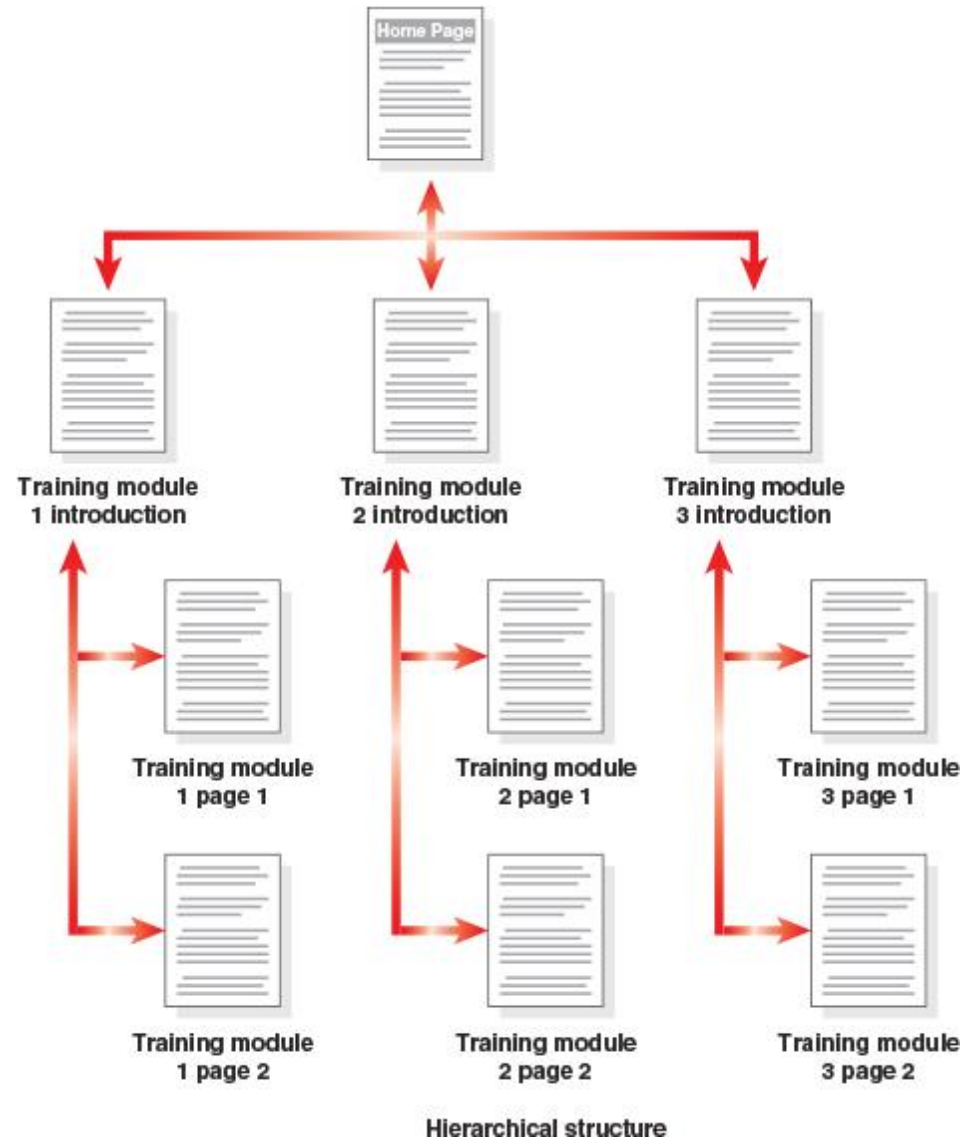 Home Page
Training module
1 introduction
Training module
2 introduction
Training module
3 introduction
Training module
1 page 1
Training module
2 page 1
Training module
3 page 1
Training module
1 page 2
Training module
2 page 2
Training module
3 page 2
Hierarchical structure